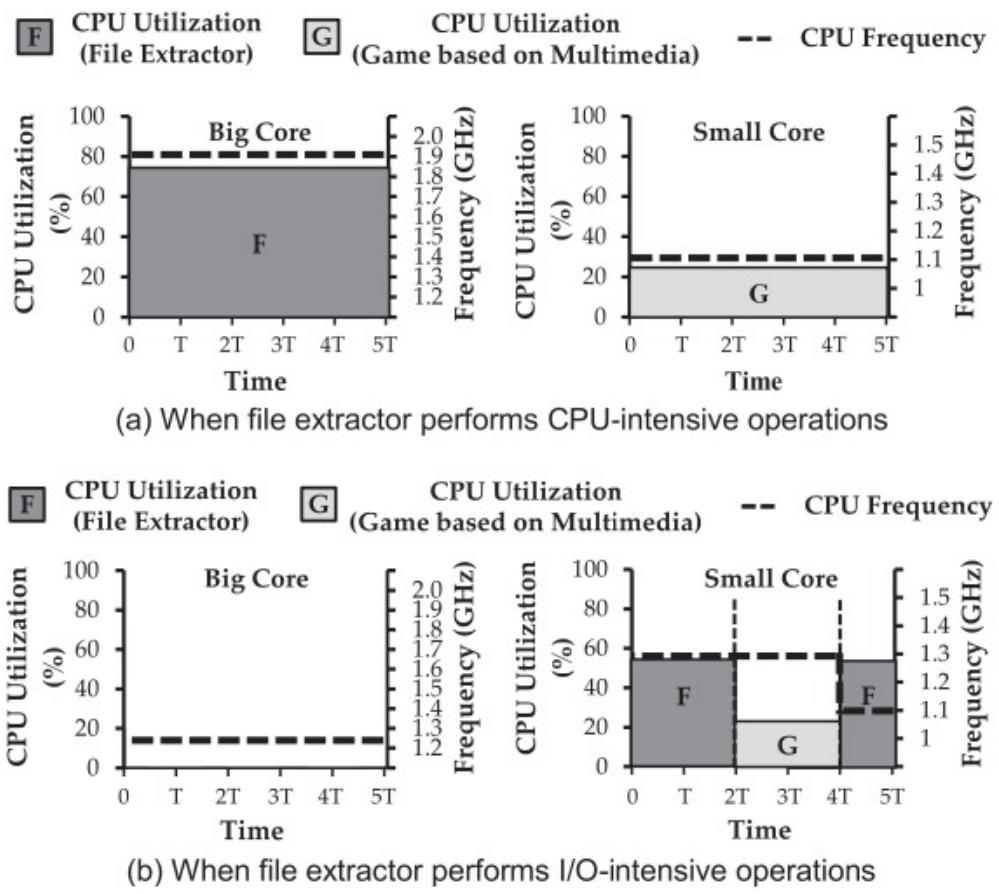 F CPU Utilization (File Extractor) G CPU Utilization (Game based on Multimedia) CPU Frequency
CPU Utilization (%)
100
80
60
40
20
0
Big Core
F
2.0
1.9
1.8
1.7
1.6
1.5
1.4
1.3
1.2
Frequency (GHz)
0 T 2T 3T 4T 5T
Time
CPU Utilization (%)
100
80
60
40
20
0
Small Core
G
1.5
1.4
1.3
1.2
1.1
1
Frequency (GHz)
0 T 2T 3T 4T 5T
Time
(a) When file extractor performs CPU-intensive operations
F CPU Utilization (File Extractor) G CPU Utilization (Game based on Multimedia) CPU Frequency
CPU Utilization (%)
100
80
60
40
20
0
Big Core
2.0
1.9
1.8
1.7
1.6
1.5
1.4
1.3
1.2
Frequency (GHz)
0 T 2T 3T 4T 5T
Time
CPU Utilization (%)
100
80
60
40
20
0
Small Core
F
G
F
1.5
1.4
1.3
1.2
1.1
1
Frequency (GHz)
0 T 2T 3T 4T 5T
Time
(b) When file extractor performs I/O-intensive operations